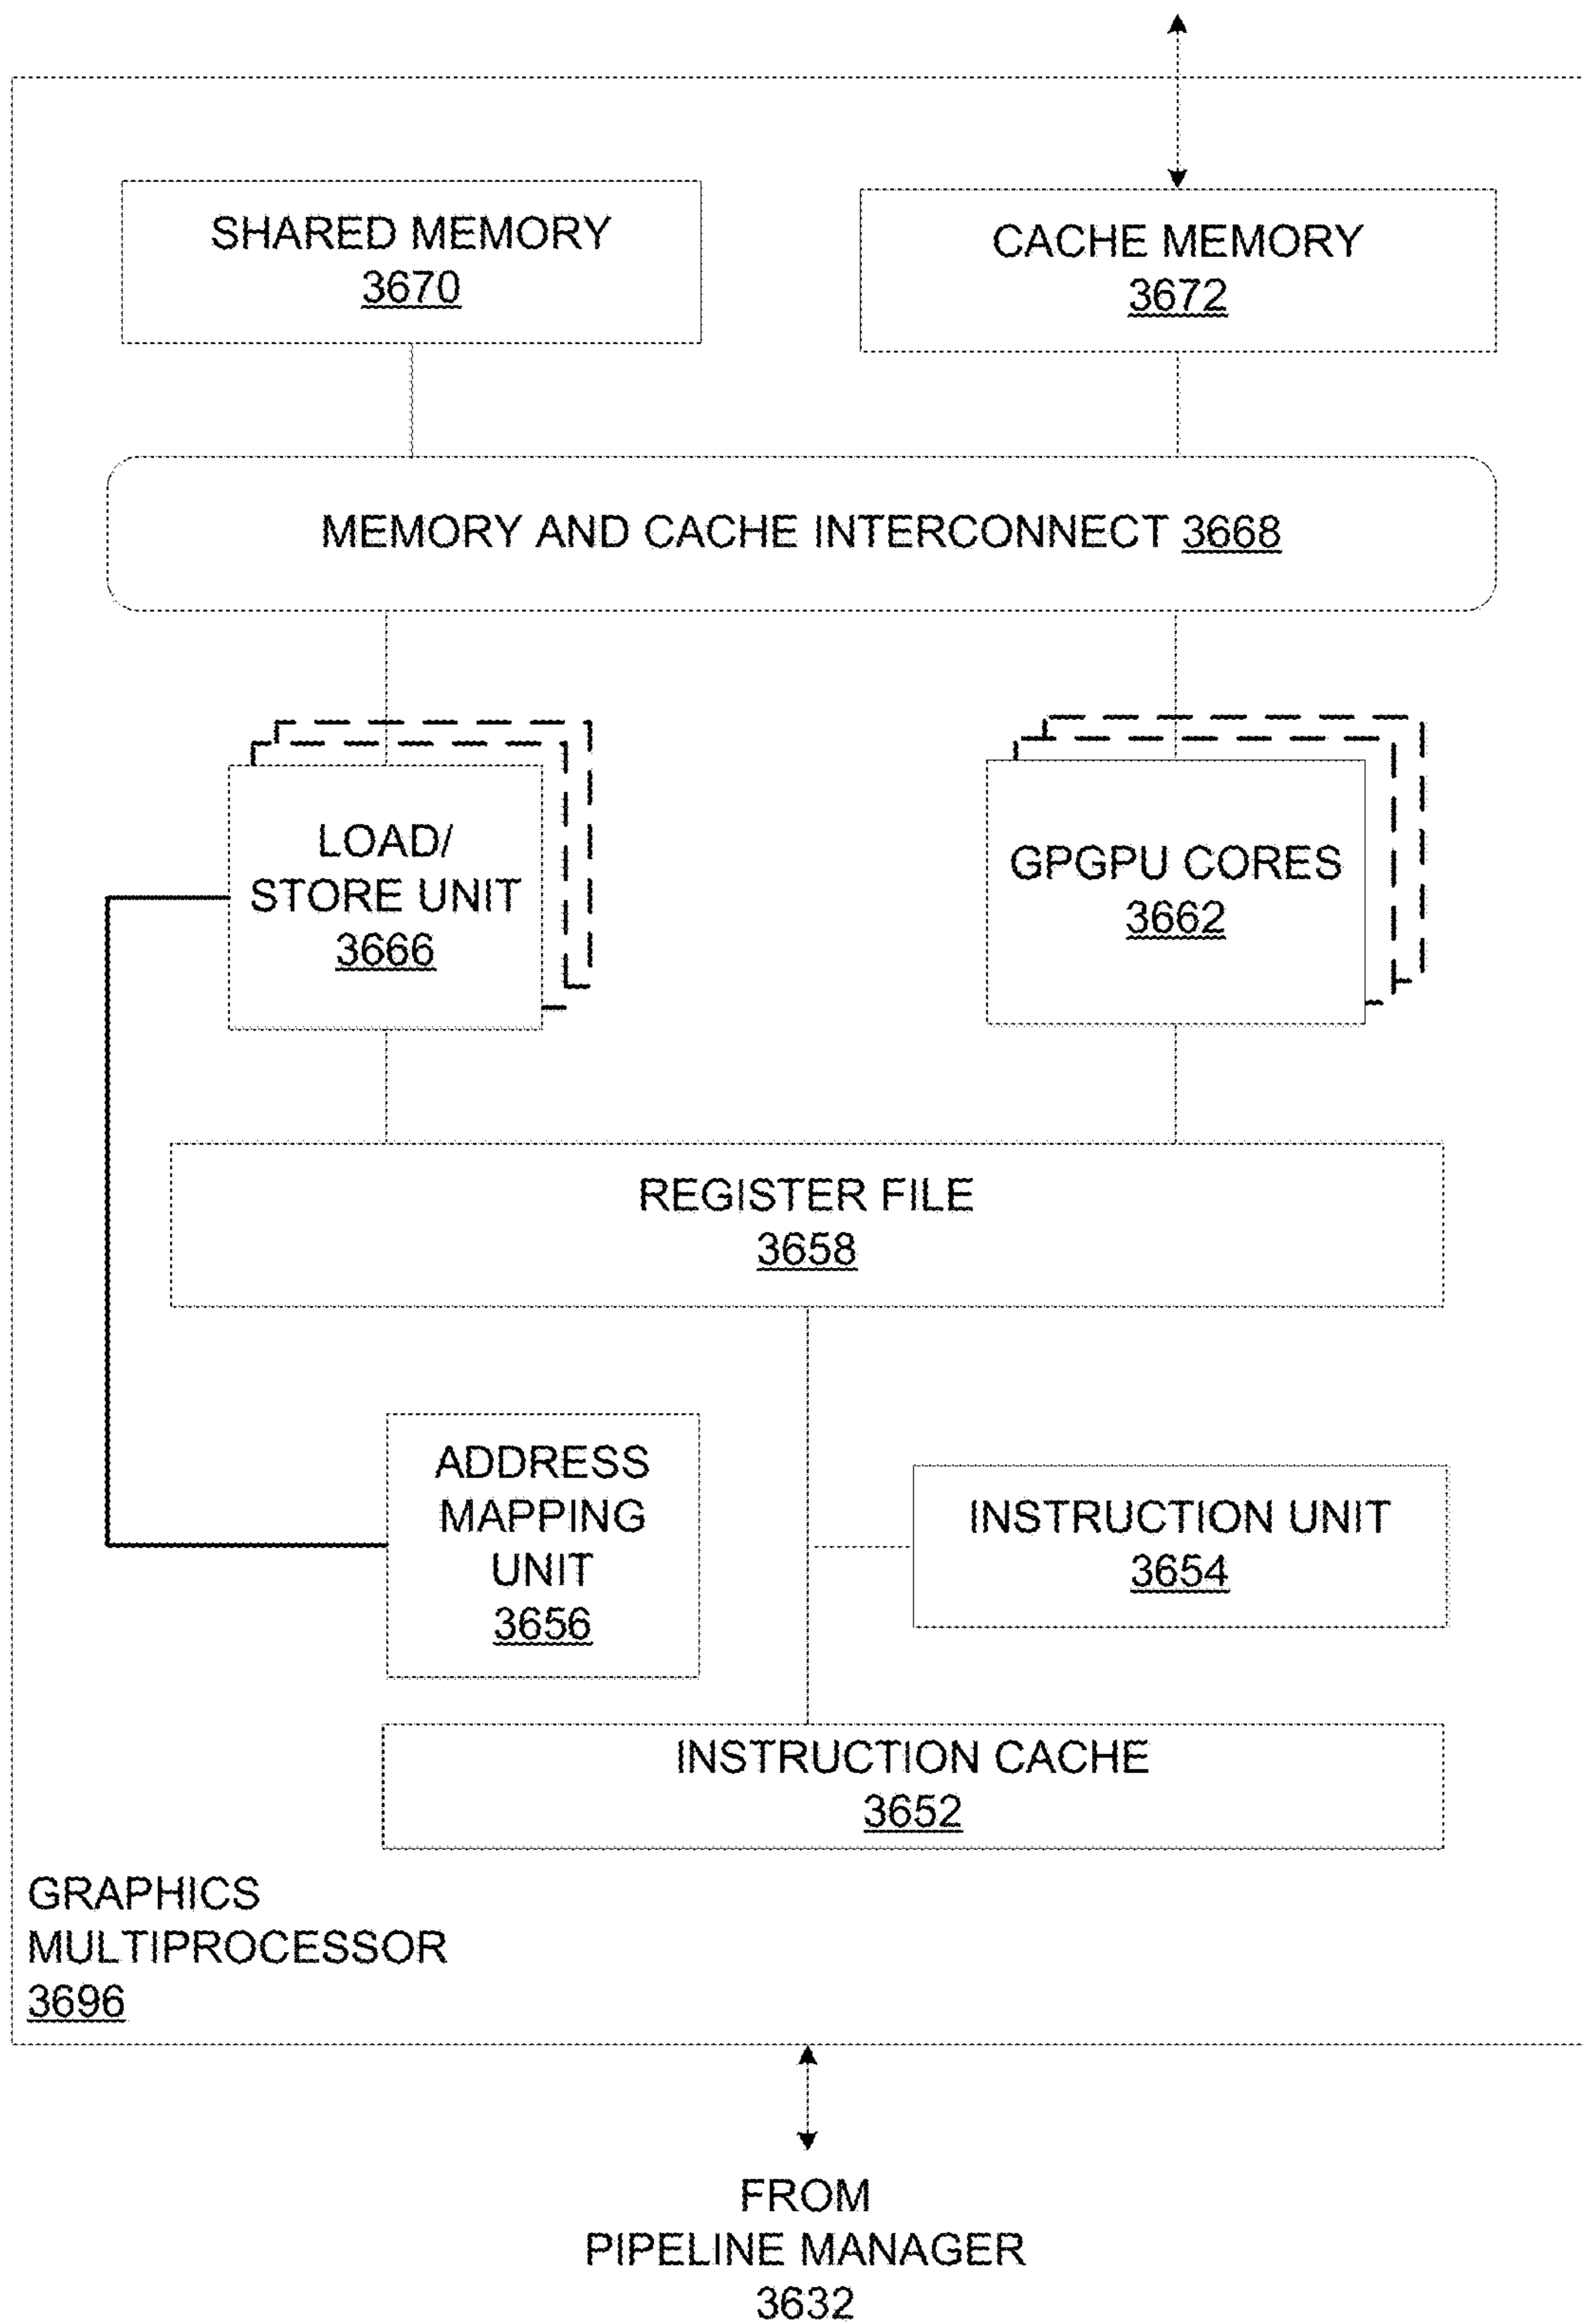 SHARED MEMORY
3670
CACHE MEMORY
3672
MEMORY AND CACHE INTERCONNECT 3668
LOAD/
STORE UNIT
3666
GPGPU CORES
3662
REGISTER FILE
3658
ADDRESS
MAPPING
UNIT
3656
INSTRUCTION UNIT
3654
INSTRUCTION CACHE
3652
GRAPHICS
MULTIPROCESSOR
3696
FROM
PIPELINE MANAGER
3632